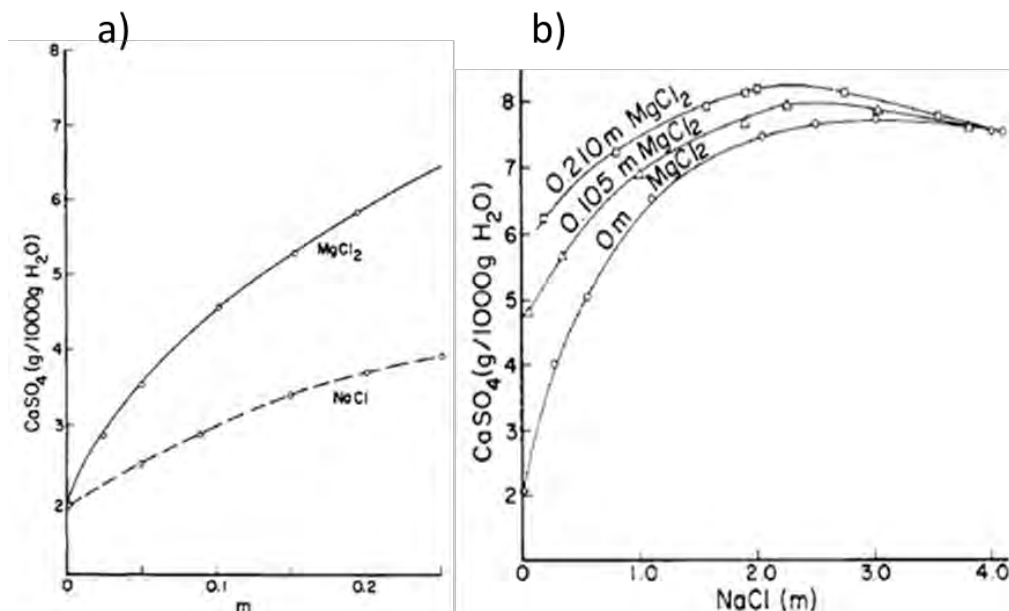 a)
8
7
6
5
4
3
2
CaSO₄(g/1000g H₂O)
MgCl₂
NaCl
0
0.1
0.2
m
b)
8
7
6
5
4
3
2
CaSO₄(g/1000g H₂O)
0.210m MgCl₂
0.105 m MgCl₂
0m MgCl₂
0
1.0
2.0
3.0
4.0
NaCl (m)